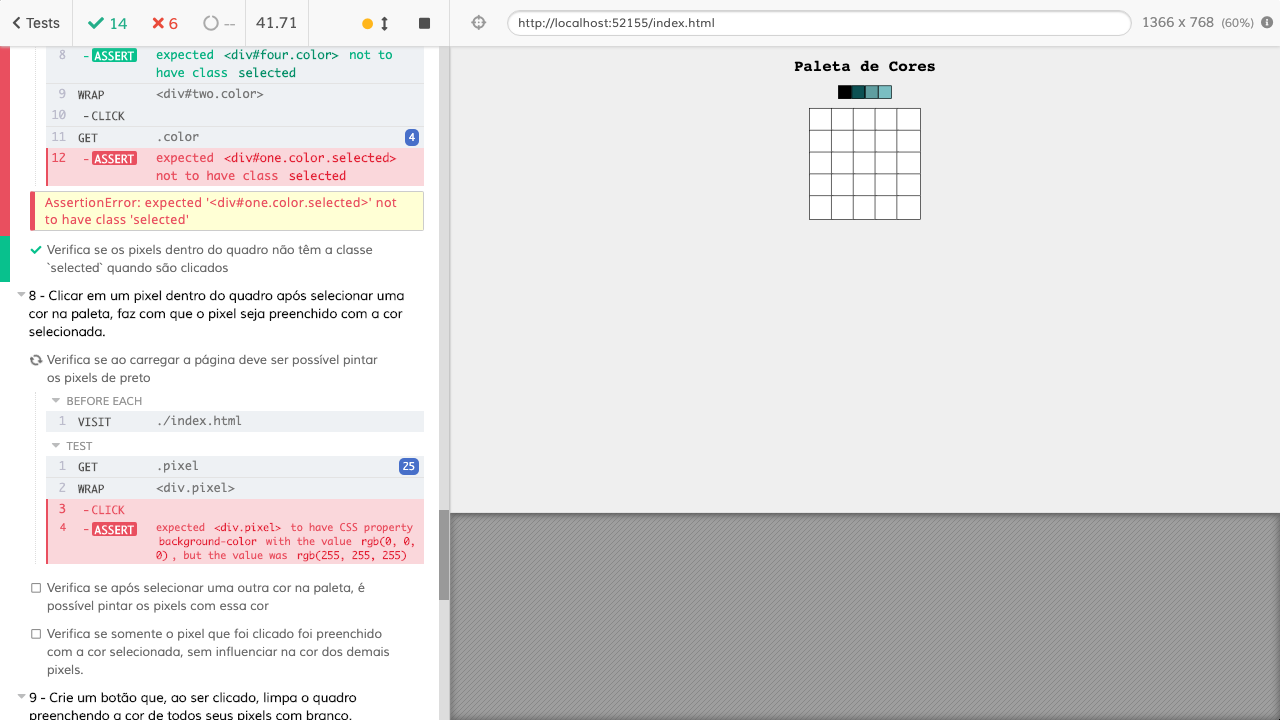 Tests 14 6 -- 41.71
http://localhost:52155/index.html 1366 x 768 (60%)
8 - ASSERT expected <div#four.color> not to
have class selected
9 WRAP <div#two.color>
10 - CLICK
11 GET .color 4
12 - ASSERT expected <div#one.color.selected>
not to have class selected
AssertionError: expected '<div#one.color.selected>' not
to have class 'selected'
Verifica se os pixels dentro do quadro não têm a classe
`selected` quando são clicados
8 - Clicar em um pixel dentro do quadro após selecionar uma
cor na paleta, faz com que o pixel seja preenchido com a cor
selecionada.
Verifica se ao carregar a página deve ser possível pintar
os pixels de preto
BEFORE EACH
1 VISIT ./index.html
TEST
1 GET .pixel 25
2 WRAP <div.pixel>
3 - CLICK
4 - ASSERT expected <div.pixel> to have CSS property
background-color with the value rgb(0, 0,
0) , but the value was rgb(255, 255, 255)
Verifica se após selecionar uma outra cor na paleta, é
possível pintar os pixels com essa cor
Verifica se somente o pixel que foi clicado foi preenchido
com a cor selecionada, sem influenciar na cor dos demais
pixels.
9 - Crie um botão que, ao ser clicado, limpa o quadro
preenchendo a cor de todos seus pixels com branco.
Paleta de Cores